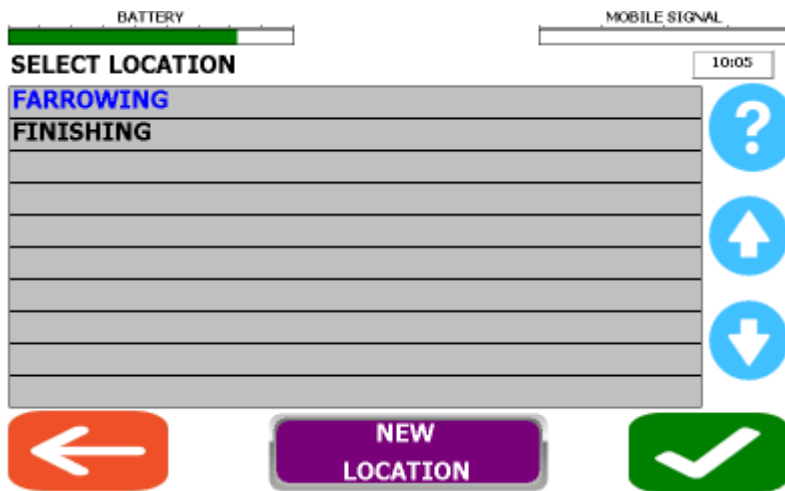 BATTERY
MOBILE SIGNAL
SELECT LOCATION
10:05
FARROWING
FINISHING
?
NEW
LOCATION